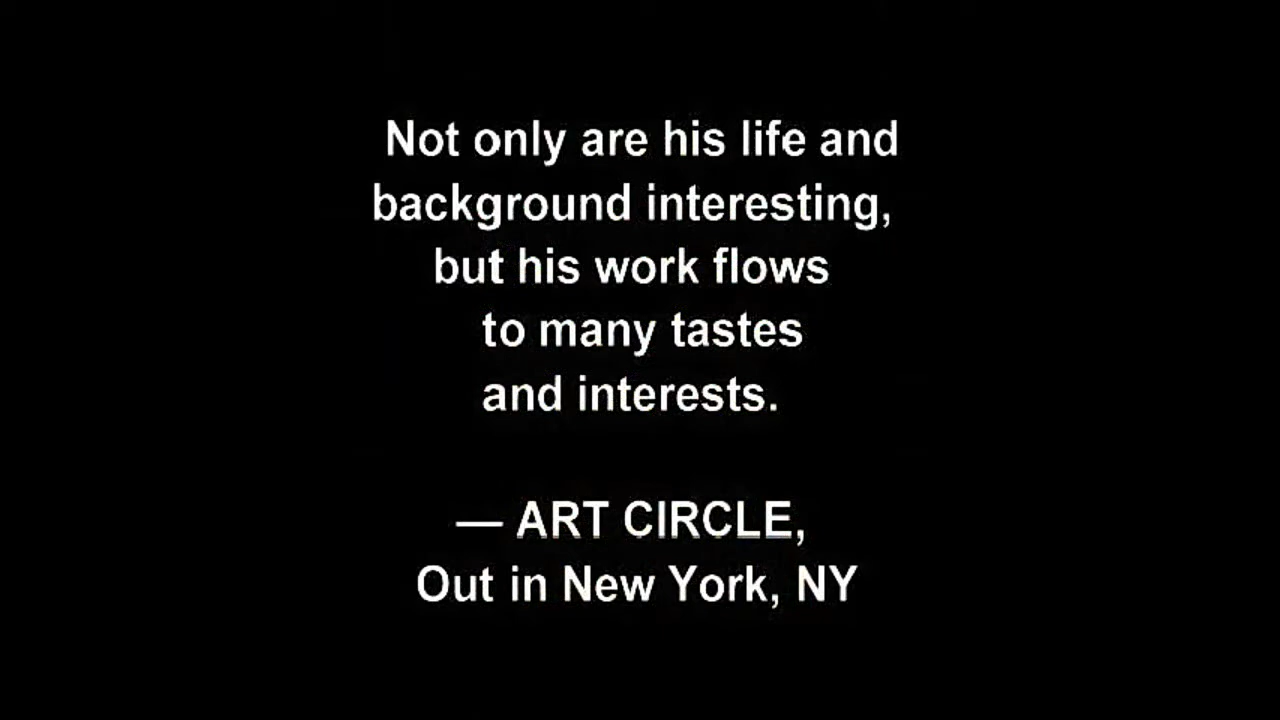 Not only are his life and
background interesting,
but his work flows
to many tastes
and interests.
— ART CIRCLE,
Out in New York, NY